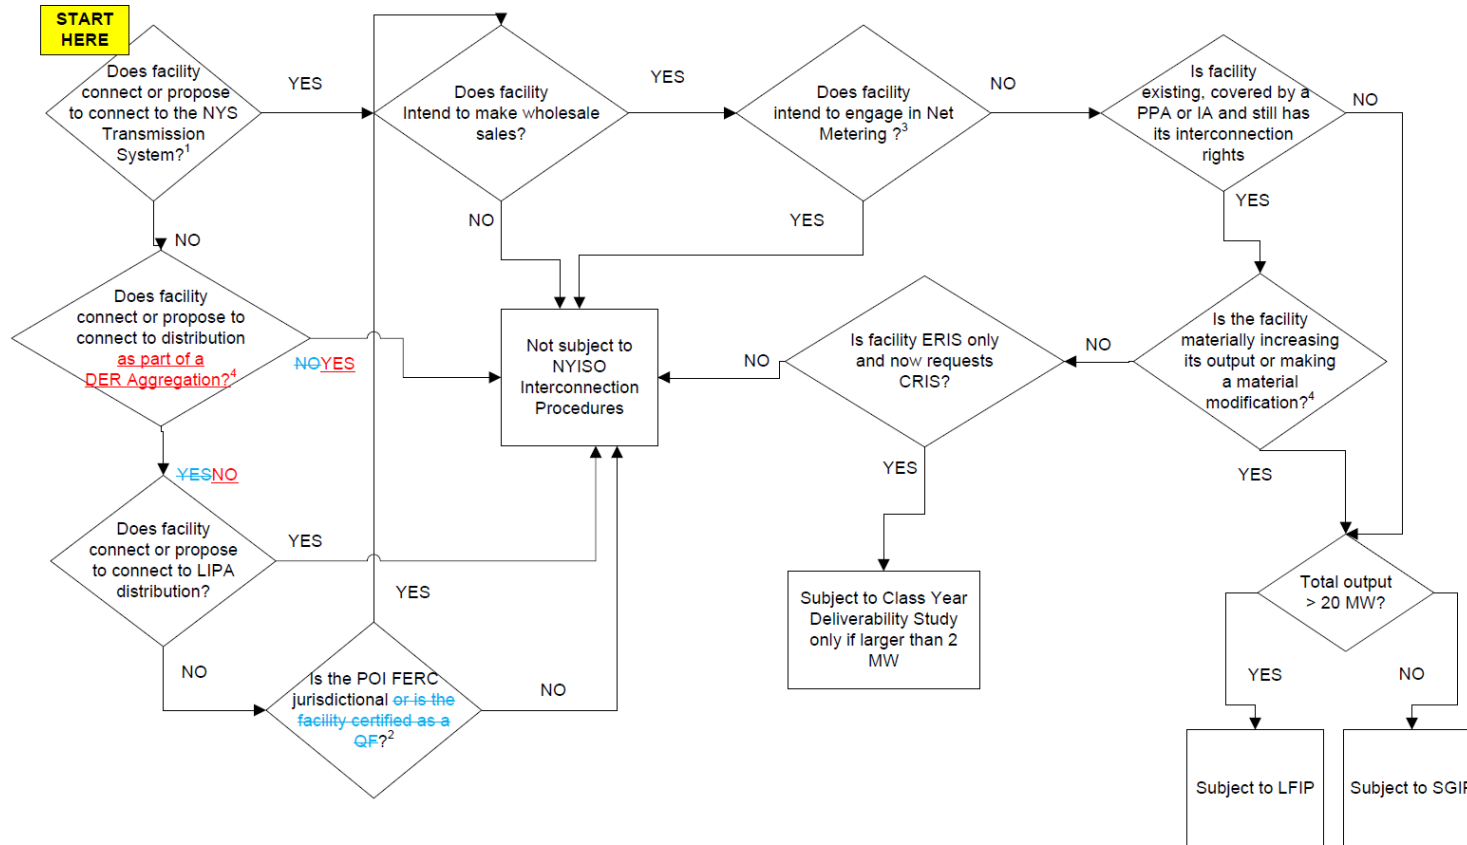 START
HERE
Does facility
connect or propose
to connect to the NYS
Transmission
System?1
YES
Does facility
Intend to make wholesale
sales?
YES
Does facility
intend to engage in Net
Metering ?3
NO
Is facility
existing, covered by a
PPA or IA and still has
its interconnection
rights
NO
NO
NO
YES
YES
Does facility
connect or propose to
connect to distribution
as part of a
DER Aggregation?4
NOYES
Not subject to
NYISO
Interconnection
Procedures
NO
Is facility ERIS only
and now requests
CRIS?
NO
Is the facility
materially increasing
its output or making
a material
modification?4
YESNO
YES
YES
Does facility
connect or propose
to connect to LIPA
distribution?
YES
YES
Subject to Class Year
Deliverability Study
only if larger than 2
MW
Total output
> 20 MW?
NO
Is the POI FERC
jurisdictional or is the
facility certified as a
QF?2
NO
YES
NO
Subject to LFIP
Subject to SGIP